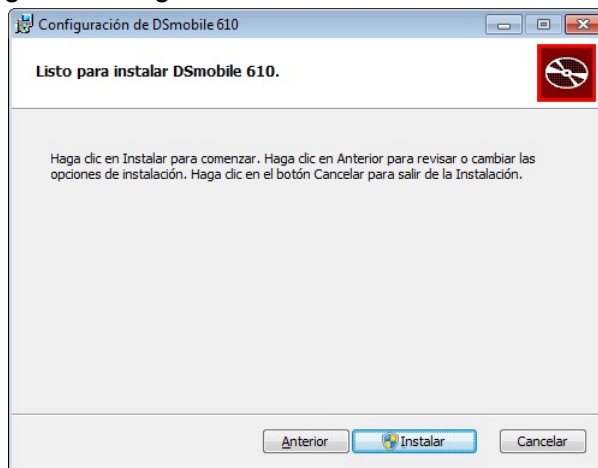 Configuración de DSmobile 610
Listo para instalar DSmobile 610.
Haga clic en Instalar para comenzar. Haga clic en Anterior para revisar o cambiar las
opciones de instalación. Haga clic en el botón Cancelar para salir de la Instalación.
Anterior Instalar Cancelar